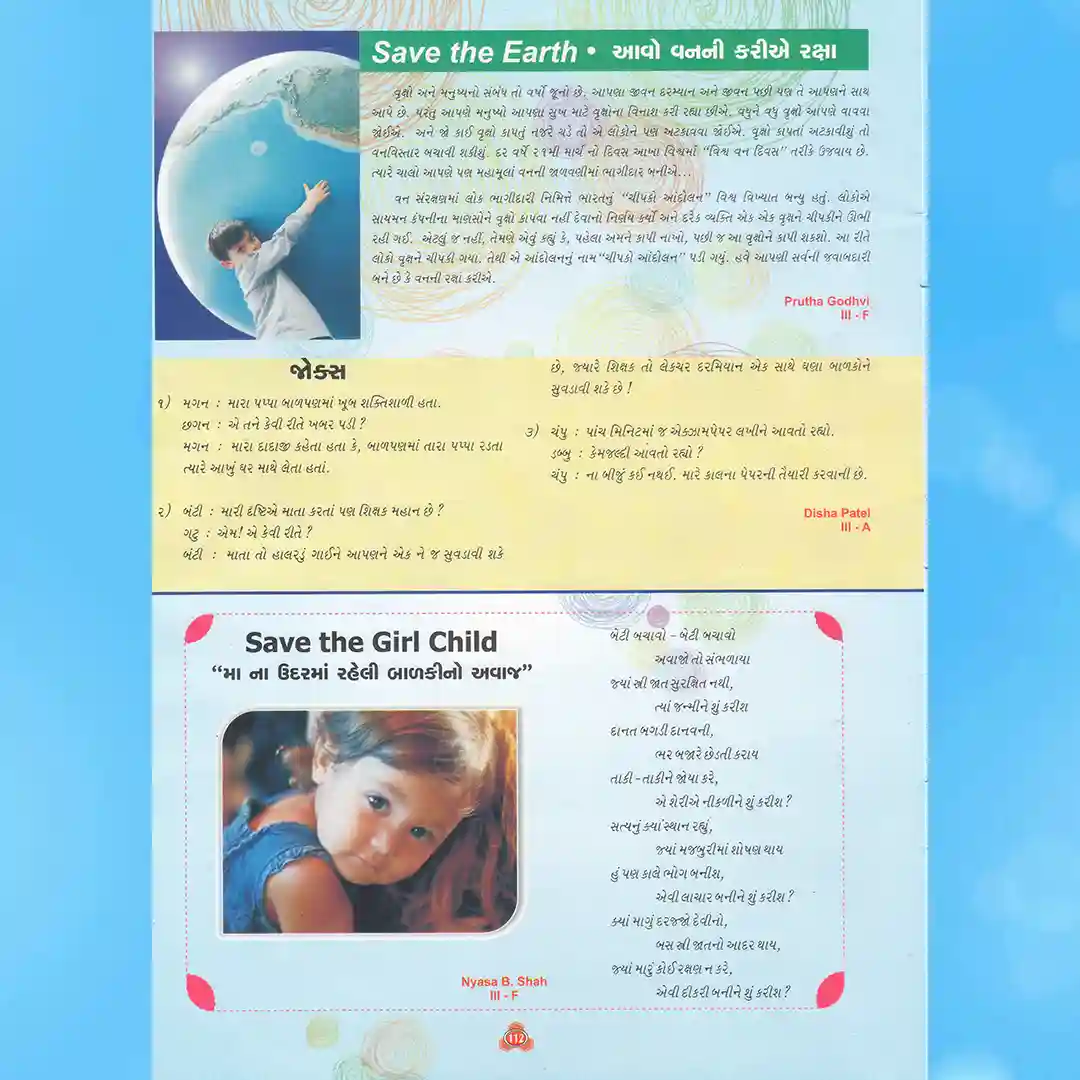 Save the Earth • આવો વનની કરીએ રક્ષા
વૃક્ષો અને મનુષ્યનો સંબંધ તો વર્ષો જૂનો છે. આપણા જીવન દરમ્યાન અને જીવન પછી પણ તે આપણને સાથ
આપે છે. પરંતુ આપણે મનુષ્યો આપણા સુખ માટે વૃક્ષોના વિનાશ કરી રહ્યા છીએ. વધુને વધુ વૃક્ષો આપણે વાવવા
જોઈએ. અને જો કાઈ વૃક્ષો કાપતું નજરે ચડે તો એ લોકોને પણ અટકાવવા જોઈએ. વૃક્ષો કાપતાં અટકાવીશું તો
વનવિસ્તાર બચાવી શકીશું. દર વર્ષે ૨૧મી માર્ચ નો દિવસ આખા વિશ્વમાં "વિશ્વ વન દિવસ" તરીકે ઉજવાય છે.
ત્યારે ચાલો આપણે પણ મહામૂલાં વનની જાળવણીમાં ભાગીદાર બનીએ...
વન સંરક્ષણમાં લોક ભાગીદારી નિમિત્તે ભારતનું "ચીપકો આંદોલન" વિશ્વ વિખ્યાત બન્યુ હતું. લોકોએ
સાયમન કંપનીના માણસોને વૃક્ષો કાપવા નહીં દેવાનો નિર્ણય કર્યો અને દરેક વ્યક્તિ એક એક વૃક્ષને ચીપકીને ઊભી
રહી ગઈ. એટલું જ નહીં, તેમણે એવું કહ્યું કે, પહેલા અમને કાપી નાખો, પછી જ આ વૃક્ષોને કાપી શકશો. આ રીતે
લોકો વૃક્ષને ચીપકી ગયા. તેથી એ આંદોલનનું નામ "ચીપકો આંદોલન" પડી ગયું. હવે આપણી સર્વની જવાબદારી
બને છે કે વનની રક્ષા કરીએ.
Prutha Godhvi
III - F
જોક્સ
૧) મગન : મારા પપ્પા બાળપણમાં ખૂબ શક્તિશાળી હતા.
છગન : એ તને કેવી રીતે ખબર પડી ?
મગન : મારા દાદાજી કહેતા હતા કે, બાળપણમાં તારા પપ્પા રડતા
ત્યારે આખું ઘર માથે લેતા હતાં.
૨) બંટી : મારી દૃષ્ટિએ માતા કરતાં પણ શિક્ષક મહાન છે ?
ગટુ : એમ! એ કેવી રીતે ?
બંટી : માતા તો હાલરડું ગાઈને આપણને એક ને જ સુવડાવી શકે
છે, જ્યારે શિક્ષક તો લેક્ચર દરમિયાન એક સાથે ઘણા બાળકોને
સુવડાવી શકે છે !
૩) ચંપુ : પાંચ મિનિટમાં જ એક્ઝામપેપર લખીને આવતો રહ્યો.
ડબ્બુ : કેમજલ્દી આવતો રહ્યો ?
ચંપુ : ના બીજું કઈ નથઈ. મારે કાલના પેપરની તૈયારી કરવાની છે.
Disha Patel
III - A
Save the Girl Child
"મા ના ઉદરમાં રહેલી બાળકીનો અવાજ"
Nyasa B. Shah
III - F
બેટી બચાવો - બેટી બચાવો
અવાજો તો સંભળાયા
જ્યાં સ્ત્રી જાત સુરક્ષિત નથી,
ત્યાં જન્મીને શું કરીશ
દાનત બગડી દાનવની,
ભર બજારે છેડતી કરાય
તાકી - તાકીને જોયા કરે,
એ શેરીએ નીકળીને શું કરીશ ?
સત્યનું ક્યાં સ્થાન રહ્યું,
જ્યાં મજબુરીમાં શોષણ થાય
હું પણ કાલે ભોગ બનીશ,
એવી લાચાર બનીને શું કરીશ ?
ક્યાં માગું દરજ્જો દેવીનો,
બસ સ્ત્રી જાતનો આદર થાય,
જ્યાં મારું કોઈ રક્ષણ ન કરે,
એવી દીકરી બનીને શું કરીશ ?
112